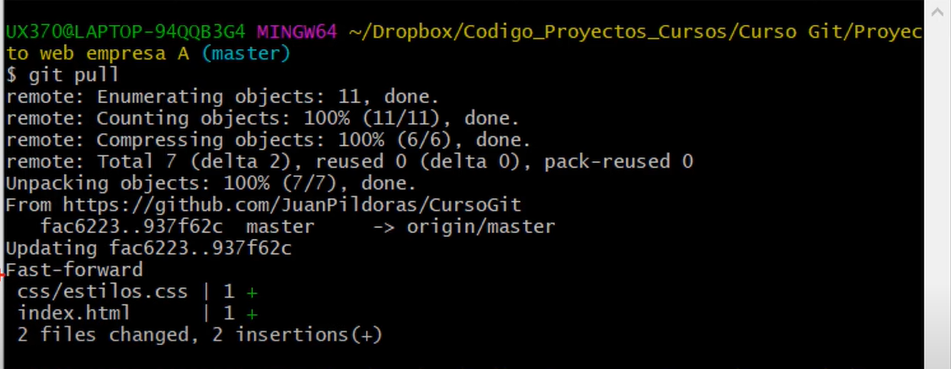 UX370@LAPTOP-94QQB3G4 MINGW64 ~/Dropbox/Codigo_Proyectos_Cursos/Curso Git/Proyec
to web empresa A (master)
$ git pull
remote: Enumerating objects: 11, done.
remote: Counting objects: 100% (11/11), done.
remote: Compressing objects: 100% (6/6), done.
remote: Total 7 (delta 2), reused 0 (delta 0), pack-reused 0
Unpacking objects: 100% (7/7), done.
From https://github.com/JuanPildoras/CursoGit
   fac6223..937f62c  master     -> origin/master
Updating fac6223..937f62c
Fast-forward
 css/estilos.css | 1 +
 index.html      | 1 +
 2 files changed, 2 insertions(+)